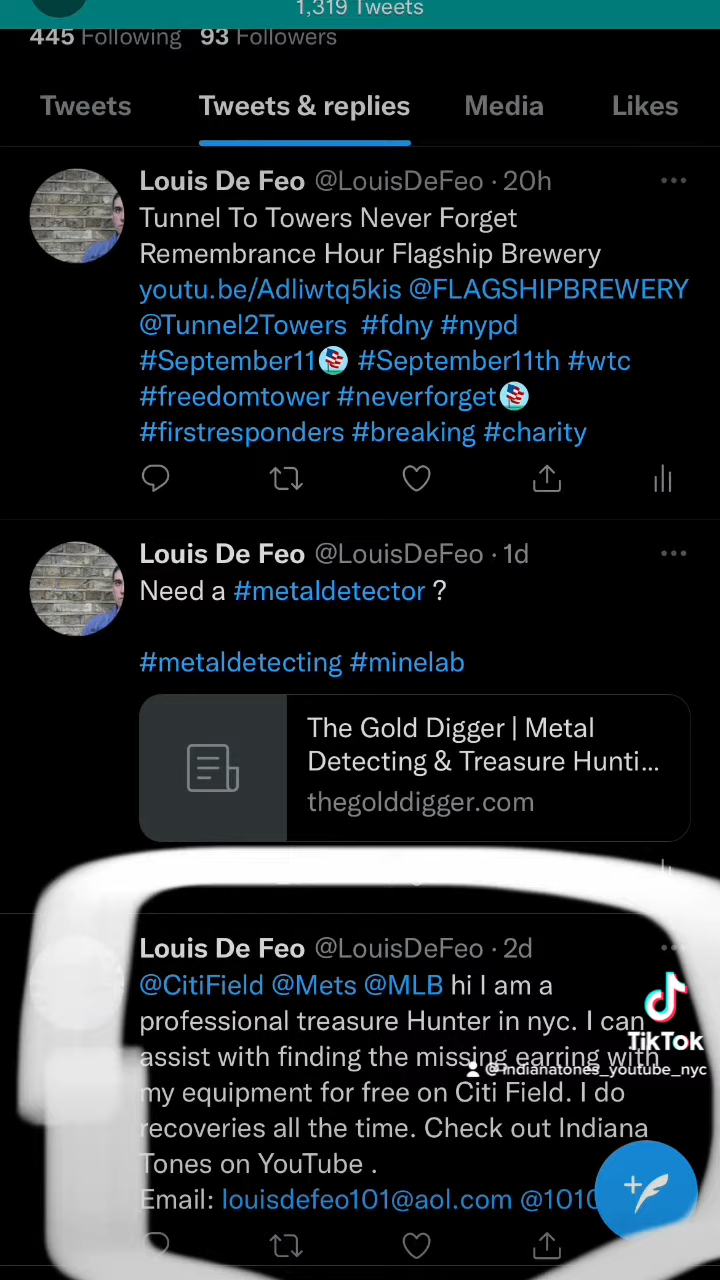 1,319 Tweets
445 Following 93 Followers
Tweets Tweets & replies Media Likes
Louis De Feo @LouisDeFeo · 20h
Tunnel To Towers Never Forget
Remembrance Hour Flagship Brewery
youtu.be/Adliwtq5kis @FLAGSHIPBREWERY
@Tunnel2Towers #fdny #nypd
#September11 #September11th #wtc
#freedomtower #neverforget
#firstresponders #breaking #charity
Louis De Feo @LouisDeFeo · 1d
Need a #metaldetector ?
#metaldetecting #minelab
The Gold Digger | Metal
Detecting & Treasure Hunti...
thegolddigger.com
Louis De Feo @LouisDeFeo · 2d
@CitiField @Mets @MLB hi I am a
professional treasure Hunter in nyc. I can
TikTok
assist with finding the missing earring with
@indianatones_youtube_nyc
my equipment for free on Citi Field. I do
recoveries all the time. Check out Indiana
Tones on YouTube .
Email: louisdefeo101@aol.com @1010